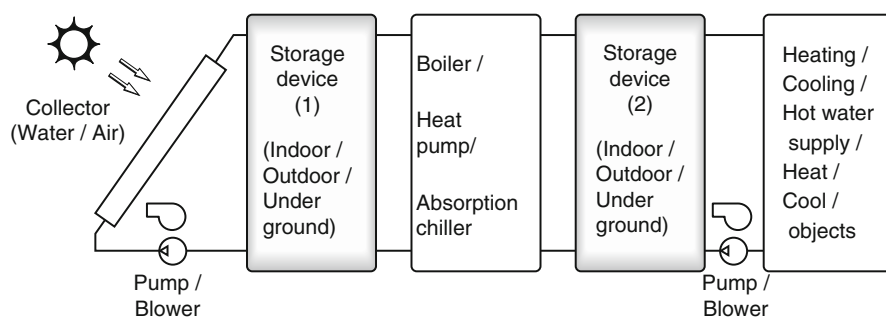 Collector
(Water / Air)
Pump /
Blower
Storage
device
(1)
(Indoor /
Outdoor /
Under
ground)
Boiler /
Heat
pump/
Absorption
chiller
Storage
device
(2)
(Indoor /
Outdoor /
Under
ground)
Pump /
Blower
Heating /
Cooling /
Hot water
supply /
Heat /
Cool /
objects